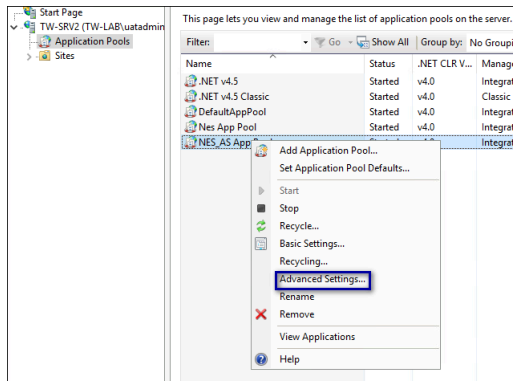 Start Page
TW-SRV2 (TW-LAB\uatadmin
Application Pools
Sites
This page lets you view and manage the list of application pools on the server.
Filter: Go Show All Group by: No Groupi
Name Status .NET CLR V... Manag
.NET v4.5 Started v4.0 Integrat
.NET v4.5 Classic Started v4.0 Classic
DefaultAppPool Started v4.0 Integrat
Nes App Pool Started v4.0 Integrat
NES_AS App Integrat
Add Application Pool...
Set Application Pool Defaults...
Start
Stop
Recycle...
Basic Settings...
Recycling...
Advanced Settings...
Rename
Remove
View Applications
Help